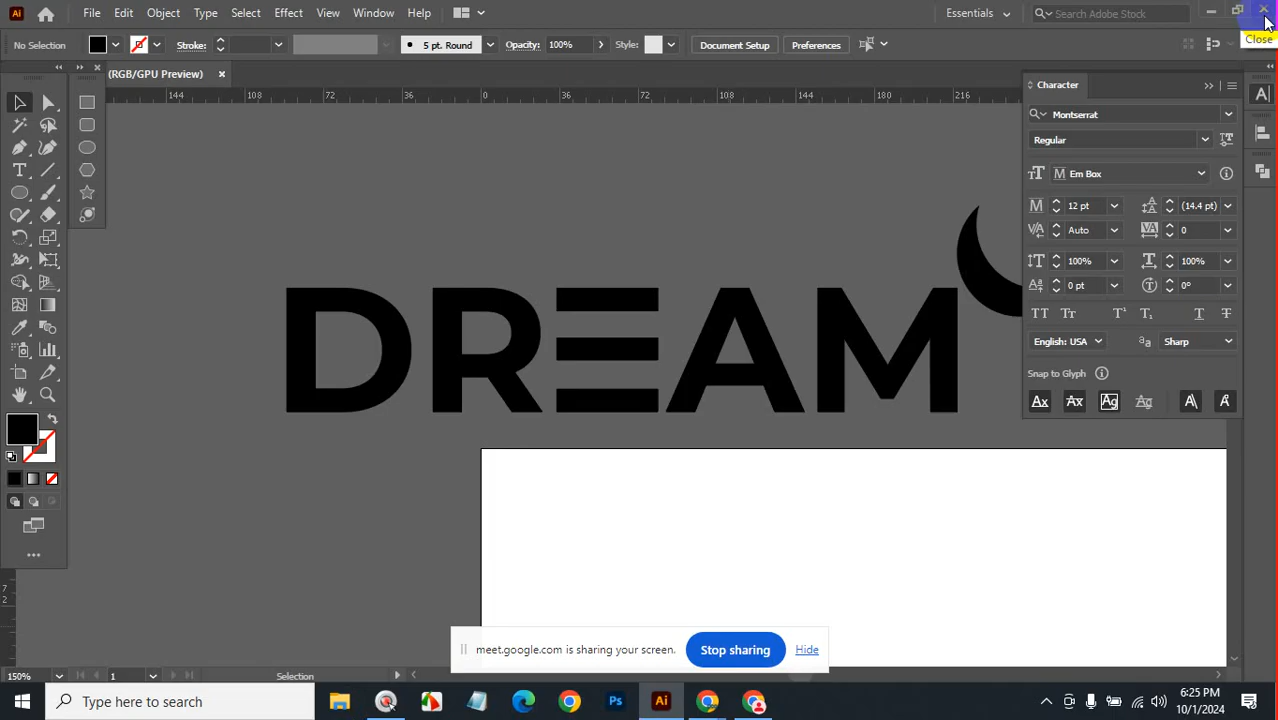 Ai File Edit Object Type Select Effect View Window Help Essentials Search Adobe Stock
Close
No Selection Stroke: 5 pt. Round Opacity: 100% Style: Document Setup Preferences
(RGB/GPU Preview)
144 108 72 36 0 36 72 108 144 180 216
Character
Montserrat
Regular
Em Box
12 pt (14.4 pt)
Auto 0
100% 100%
0 pt 0°
English: USA Sharp
Snap to Glyph
DREAM
72
meet.google.com is sharing your screen. Stop sharing Hide
150% 1 Selection
Type here to search
Ps Ai
6:25 PM
10/1/2024